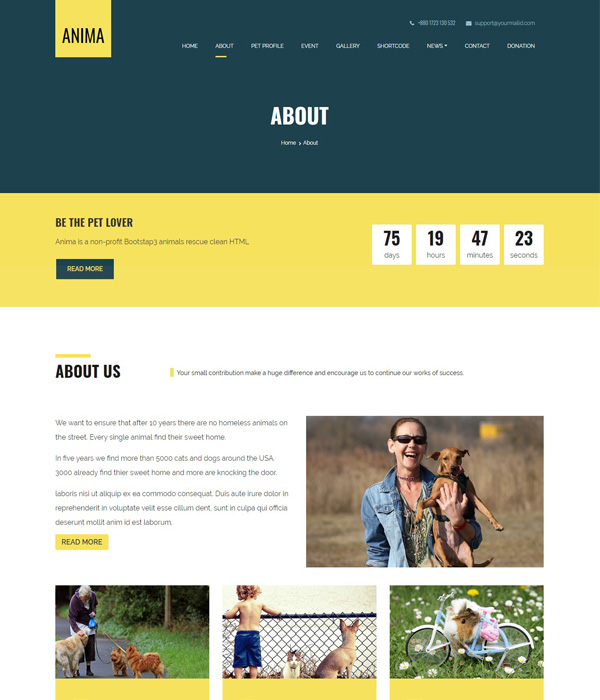 ANIMA
+880 1723 130 532 support@yourmailid.com
HOME ABOUT PET PROFILE EVENT GALLERY SHORTCODE NEWS CONTACT DONATION
ABOUT
Home > About
BE THE PET LOVER
Anima is a non-profit Bootstap3 animals rescue clean HTML
READ MORE
75 19 47 23
days hours minutes seconds
ABOUT US
Your small contribution make a huge difference and encourage us to continue our works of success.
We want to ensure that after 10 years there are no homeless animals on
the street. Every single animal find their sweet home.
In five years we find more than 5000 cats and dogs around the USA.
3000 already find thier sweet home and more are knocking the door.
laboris nisi ut aliquip ex ea commodo consequat. Duis aute irure dolor in
reprehenderit in voluptate velit esse cillum dent. sunt in culpa qui officia
deserunt mollit anim id est laborum.
READ MORE